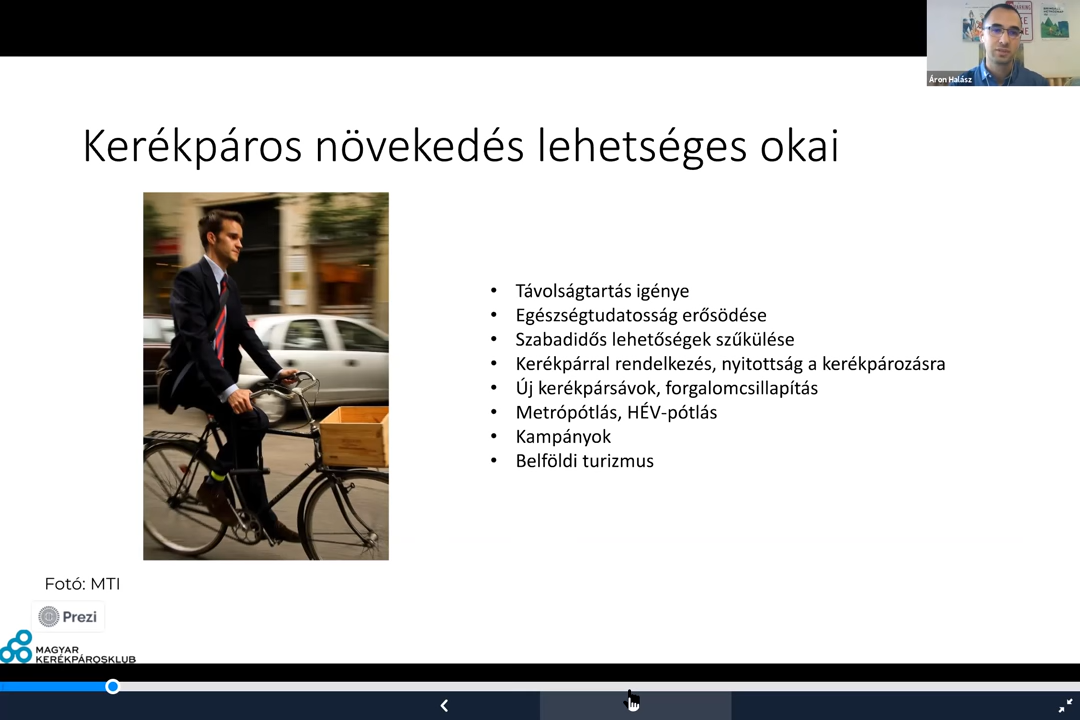 Áron Halász
Kerékpáros növekedés lehetséges okai
• Távolságtartás igénye
• Egészségtudatosság erősödése
• Szabadidős lehetőségek szűkülése
• Kerékpárral rendelkezés, nyitottság a kerékpározásra
• Új kerékpársávok, forgalomcsillapítás
• Metrópótlás, HÉV-pótlás
• Kampányok
• Belföldi turizmus
Fotó: MTI
Prezi
MAGYAR
KERÉKPÁROSKLUB